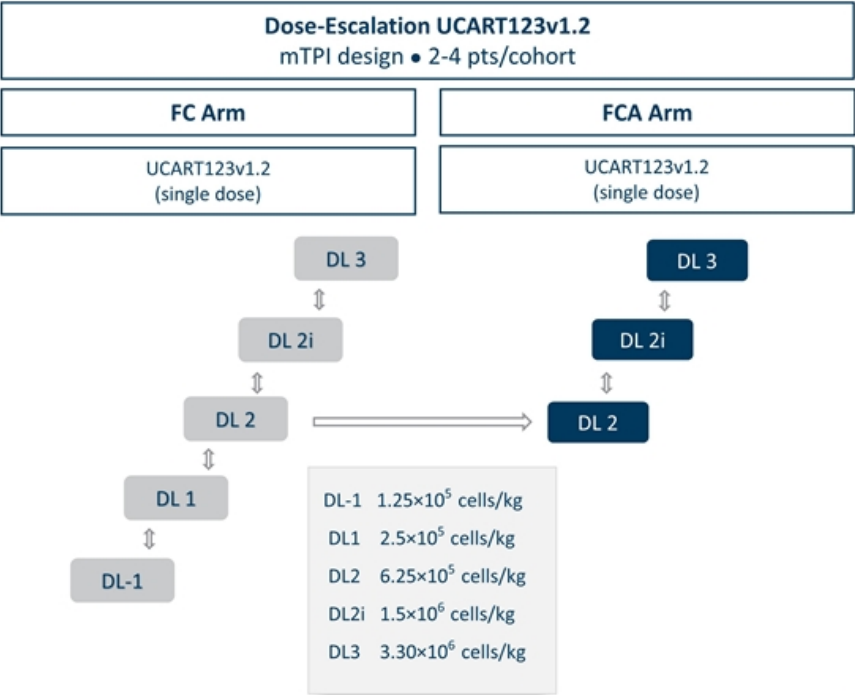 Dose-Escalation UCART123v1.2
mTPI design • 2-4 pts/cohort
FC Arm
FCA Arm
UCART123v1.2
(single dose)
UCART123v1.2
(single dose)
DL 3
DL 3
DL 2i
DL 2i
DL 2
DL 2
DL 1
DL-1
DL-1 1.25×10⁵ cells/kg
DL1 2.5×10⁵ cells/kg
DL2 6.25×10⁵ cells/kg
DL2i 1.5×10⁶ cells/kg
DL3 3.30×10⁶ cells/kg